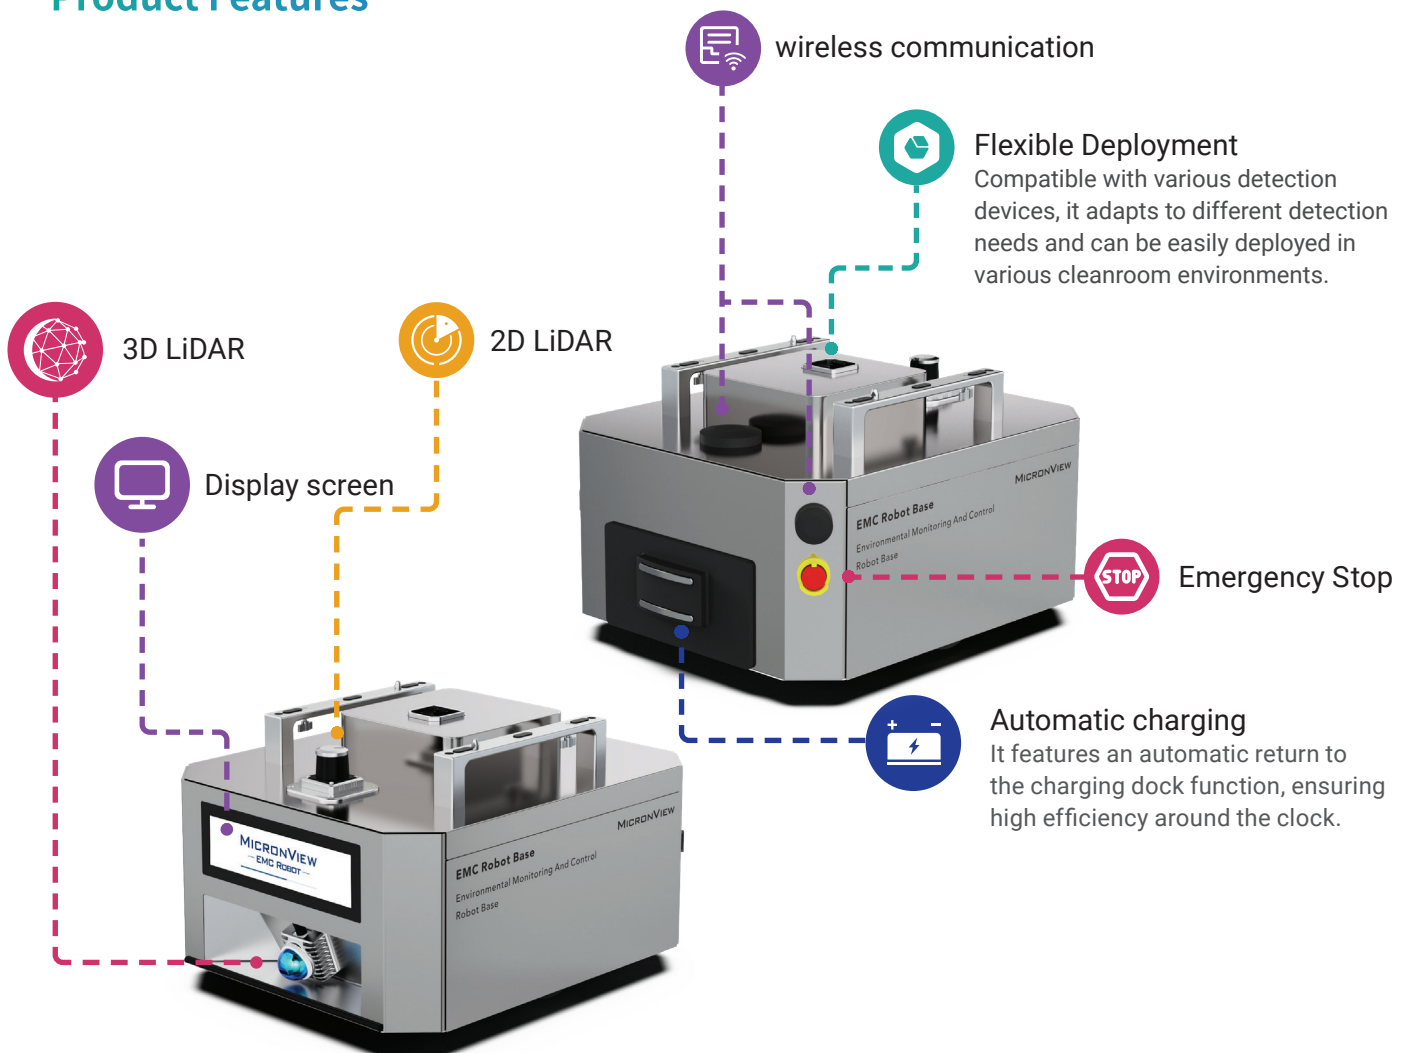 Product Features
wireless communication
Flexible Deployment
Compatible with various detection
devices, it adapts to different detection
needs and can be easily deployed in
various cleanroom environments.
3D LiDAR
2D LiDAR
Display screen
MICRONVIEW
EMC Robot Base
Environmental Monitoring And Control
Robot Base
STOP
Emergency Stop
Automatic charging
It features an automatic return to
the charging dock function, ensuring
high efficiency around the clock.
MICRONVIEW
EMC ROBOT
MICRONVIEW
EMC Robot Base
Environmental Monitoring And Control
Robot Base